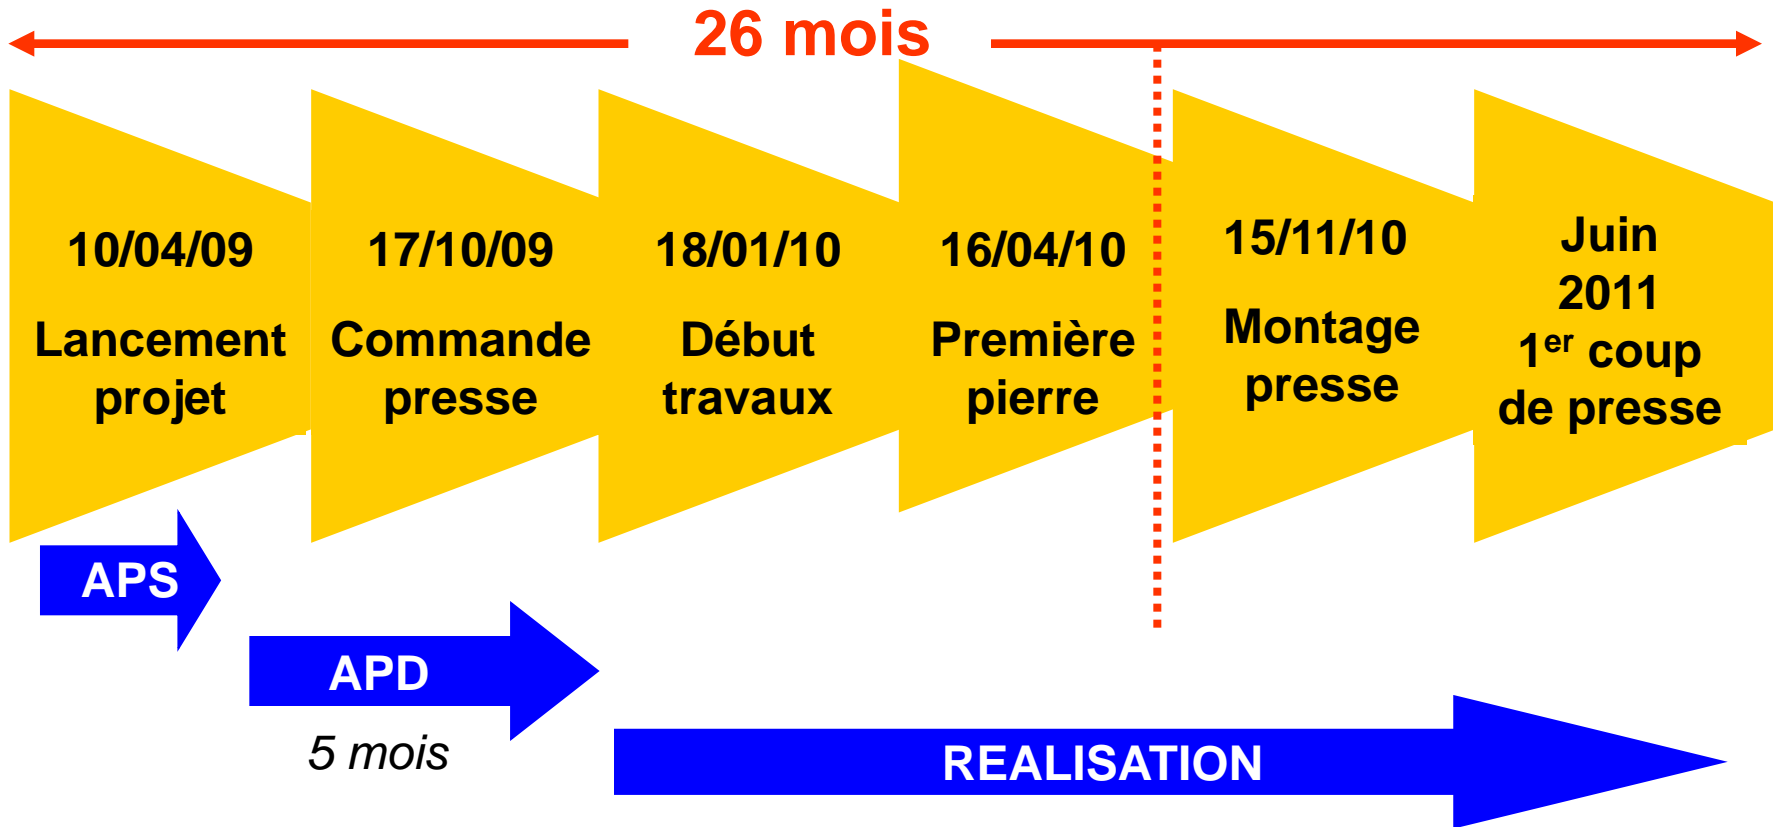 26 mois
10/04/09
Lancement
projet
17/10/09
Commande
presse
18/01/10
Début
travaux
16/04/10
Première
pierre
15/11/10
Montage
presse
Juin
2011
1er coup
de presse
APS
APD
5 mois
REALISATION